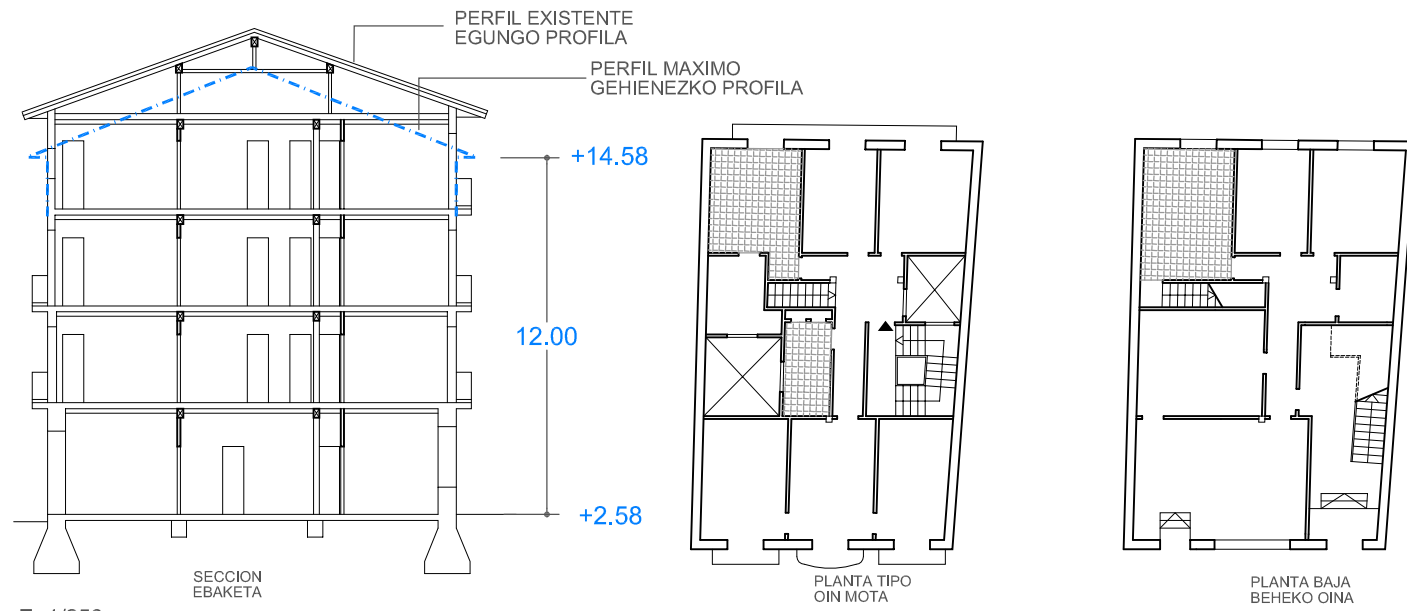 PERFIL EXISTENTE
EGUNGO PROFILA
PERFIL MAXIMO
GEHIENEZKO PROFILA
+14.58
12.00
+2.58
SECCION
EBAKETA
PLANTA TIPO
OIN MOTA
PLANTA BAJA
BEHEKO OINA